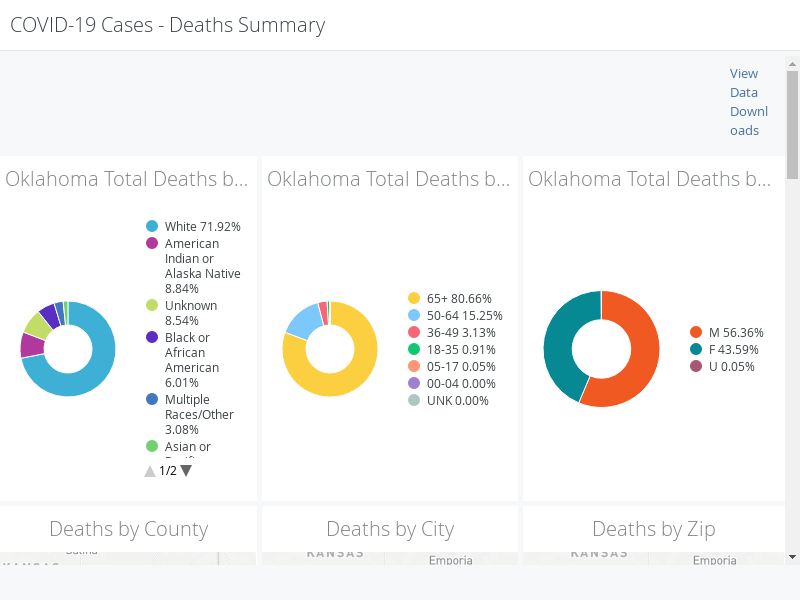 COVID-19 Cases - Deaths Summary
View
Data
Downl
oads
Oklahoma Total Deaths b...
White 71.92%
American
Indian or
Alaska Native
8.84%
Unknown
8.54%
Black or
African
American
6.01%
Multiple
Races/Other
3.08%
Asian or
1/2
Oklahoma Total Deaths b...
65+ 80.66%
50-64 15.25%
36-49 3.13%
18-35 0.91%
05-17 0.05%
00-04 0.00%
UNK 0.00%
Oklahoma Total Deaths b...
M 56.36%
F 43.59%
U 0.05%
Deaths by County
Deaths by City
KANSAS
Emporia
Deaths by Zip
KANSAS
Emporia